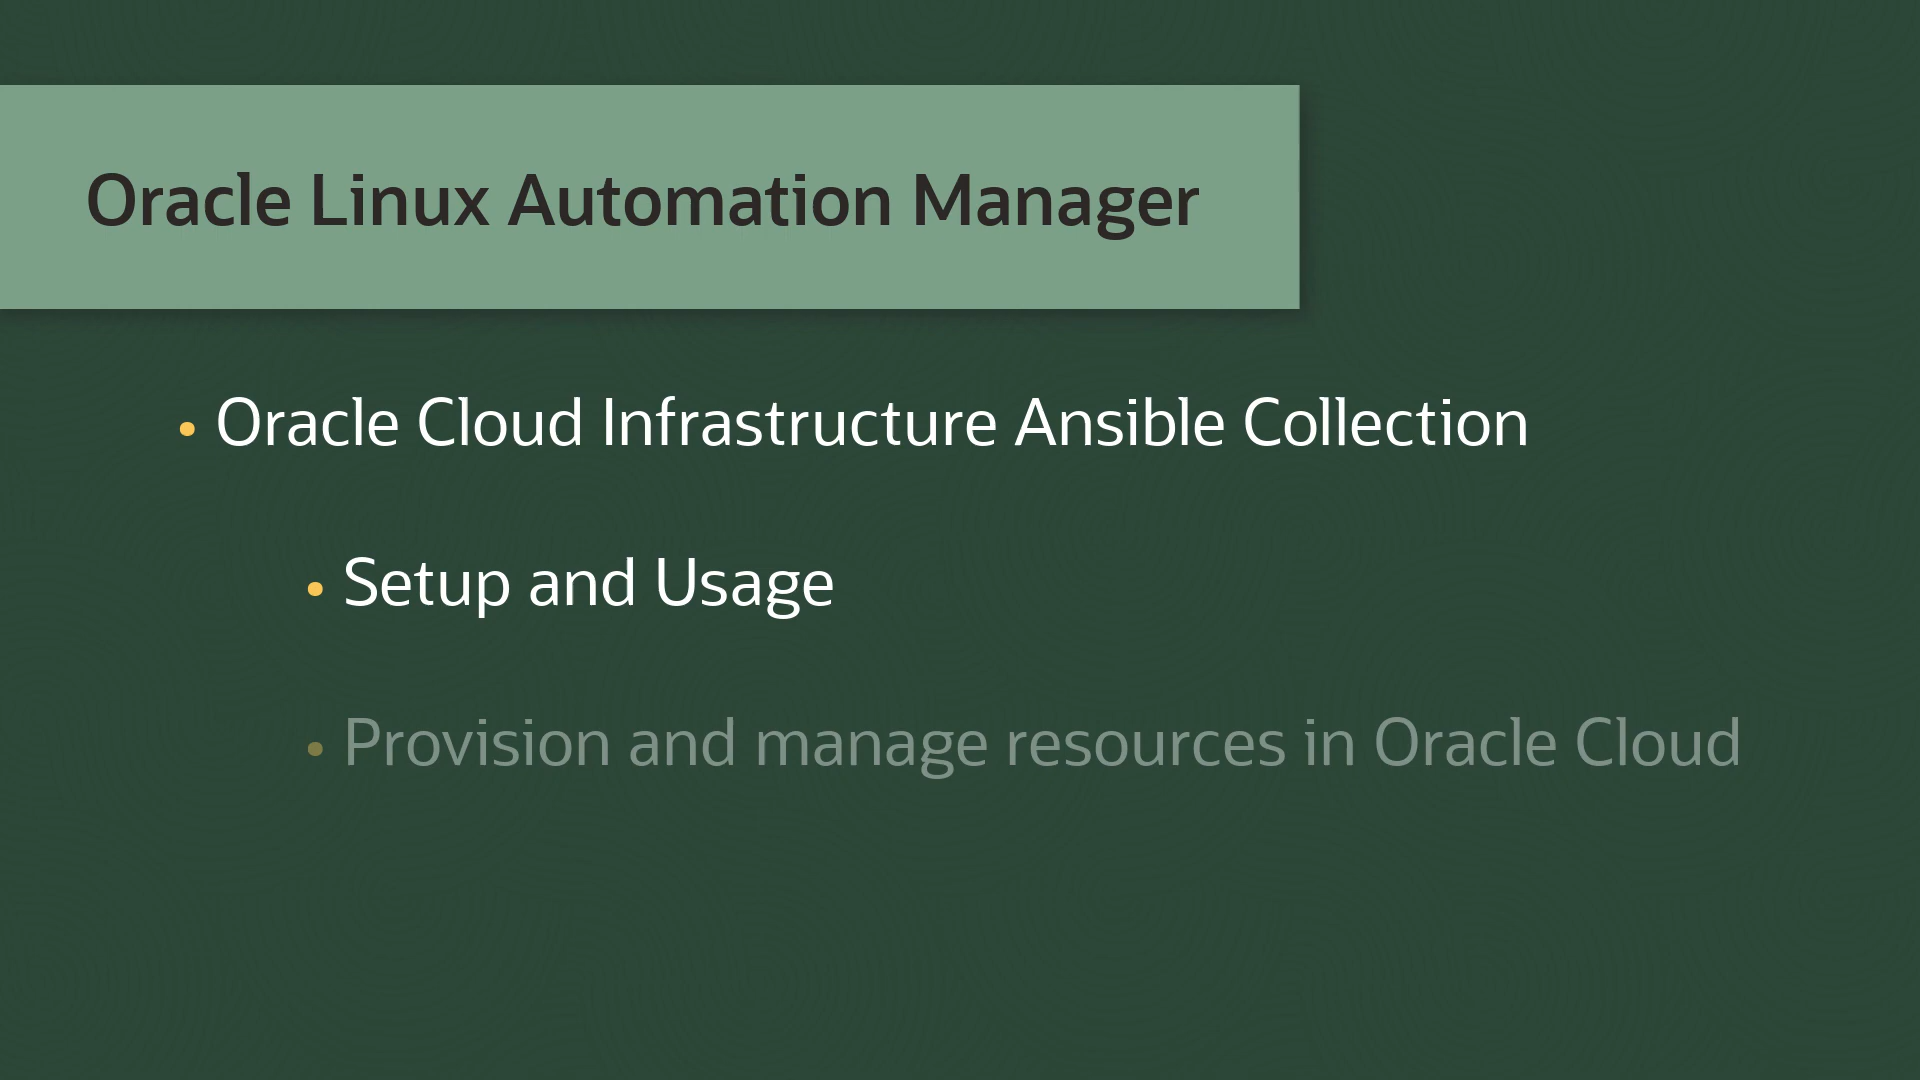 Oracle Linux Automation Manager
• Oracle Cloud Infrastructure Ansible Collection
• Setup and Usage
• Provision and manage resources in Oracle Cloud